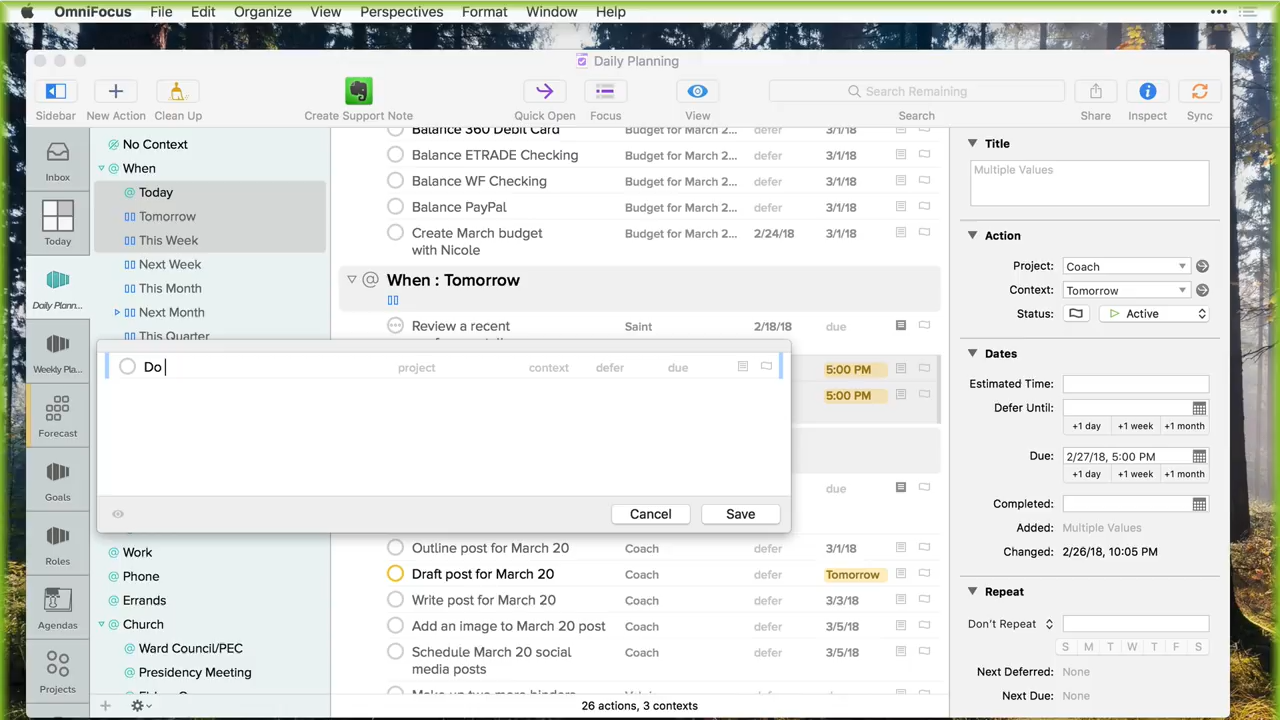 OmniFocus File Edit Organize View Perspectives Format Window Help
Daily Planning
Search Remaining
Sidebar New Action Clean Up Create Support Note Quick Open Focus View Search Share Inspect Sync
Inbox
Today
Daily Plann...
Weekly Pla...
Forecast
Goals
Roles
Agendas
Projects
No Context
When
Today
Tomorrow
This Week
Next Week
This Month
Next Month
This Quarter
Work
Phone
Errands
Church
Ward Council/PEC
Presidency Meeting
Balance 360 Debit Card Budget for March 2... defer 3/1/18
Balance ETRADE Checking Budget for March 2... defer 3/1/18
Balance WF Checking Budget for March 2... defer 3/1/18
Balance PayPal Budget for March 2... defer 3/1/18
Create March budget Budget for March 2... 2/24/18 3/1/18
with Nicole
When : Tomorrow
Review a recent Saint 2/18/18 due
5:00 PM
5:00 PM
due
Do
project context defer due
Cancel Save
Outline post for March 20 Coach defer 3/1/18
Draft post for March 20 Coach defer Tomorrow
Write post for March 20 Coach defer 3/3/18
Add an image to March 20 post Coach defer 3/5/18
Schedule March 20 social Coach defer 3/5/18
media posts
Make up two more binders defer due
26 actions, 3 contexts
Title
Multiple Values
Action
Project: Coach
Context: Tomorrow
Status: Active
Dates
Estimated Time:
Defer Until:
+1 day +1 week +1 month
Due: 2/27/18, 5:00 PM
+1 day +1 week +1 month
Completed:
Added: Multiple Values
Changed: 2/26/18, 10:05 PM
Repeat
Don't Repeat
S M T W T F S
Next Deferred: None
Next Due: None